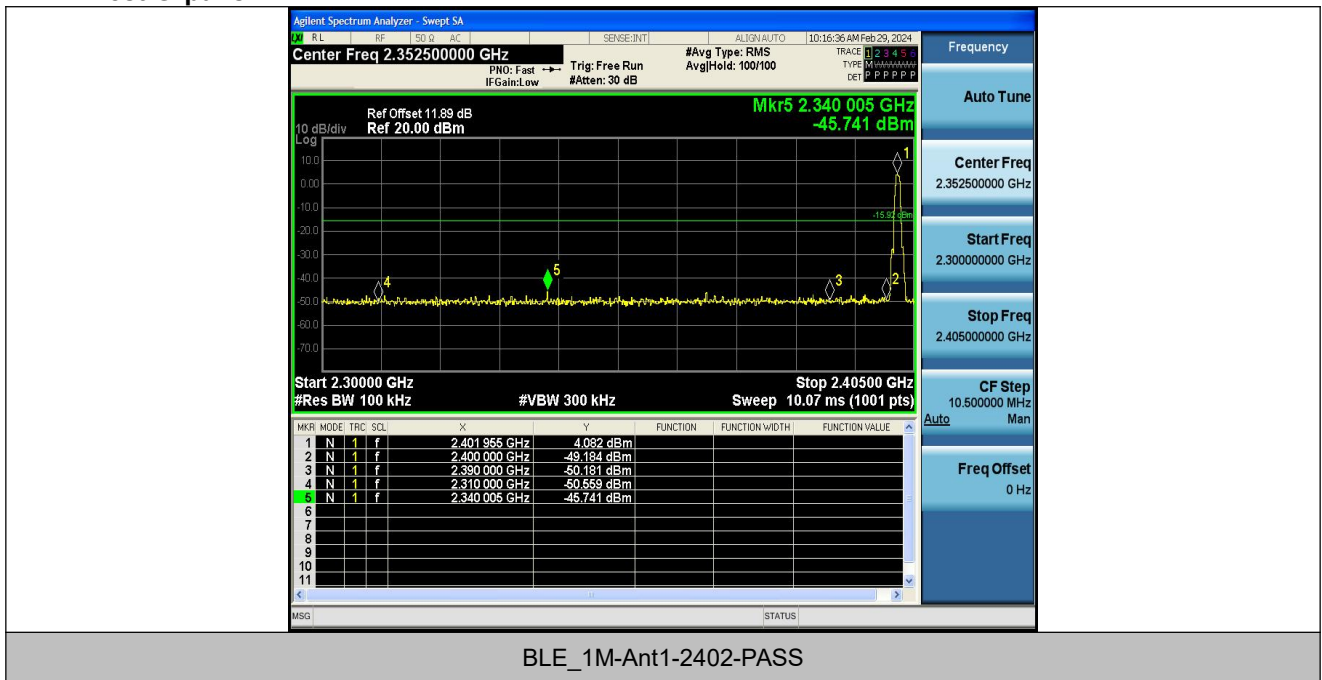 Agilent Spectrum Analyzer - Swept SA
LXI RL RF 50 Ω AC SENSE:INT ALIGN AUTO 10:16:36 AM Feb 29, 2024
Center Freq 2.352500000 GHz
PNO: Fast
IFGain:Low
Trig: Free Run
#Atten: 30 dB
#Avg Type: RMS
Avg|Hold: 100/100
TRACE 1 2 3 4 5 6
TYPE M
DET P P P P P P
Frequency
Auto Tune
Center Freq
2.352500000 GHz
Start Freq
2.300000000 GHz
Stop Freq
2.405000000 GHz
CF Step
10.500000 MHz
Auto Man
Freq Offset
0 Hz
Mkr5 2.340 005 GHz
-45.741 dBm
Ref Offset 11.89 dB
10 dB/div Ref 20.00 dBm
Log
10.0
0.00
-10.0
-20.0
-30.0
-40.0
-50.0
-60.0
-70.0
-15.92 dBm
1
2
3
4
5
Start 2.30000 GHz Stop 2.40500 GHz
#Res BW 100 kHz #VBW 300 kHz Sweep 10.07 ms (1001 pts)
MKR MODE TRC SCL X Y FUNCTION FUNCTION WIDTH FUNCTION VALUE
1 N 1 f 2.401 955 GHz 4.082 dBm
2 N 1 f 2.400 000 GHz -49.184 dBm
3 N 1 f 2.390 000 GHz -50.181 dBm
4 N 1 f 2.310 000 GHz -50.559 dBm
5 N 1 f 2.340 005 GHz -45.741 dBm
6
7
8
9
10
11
MSG STATUS
BLE_1M-Ant1-2402-PASS